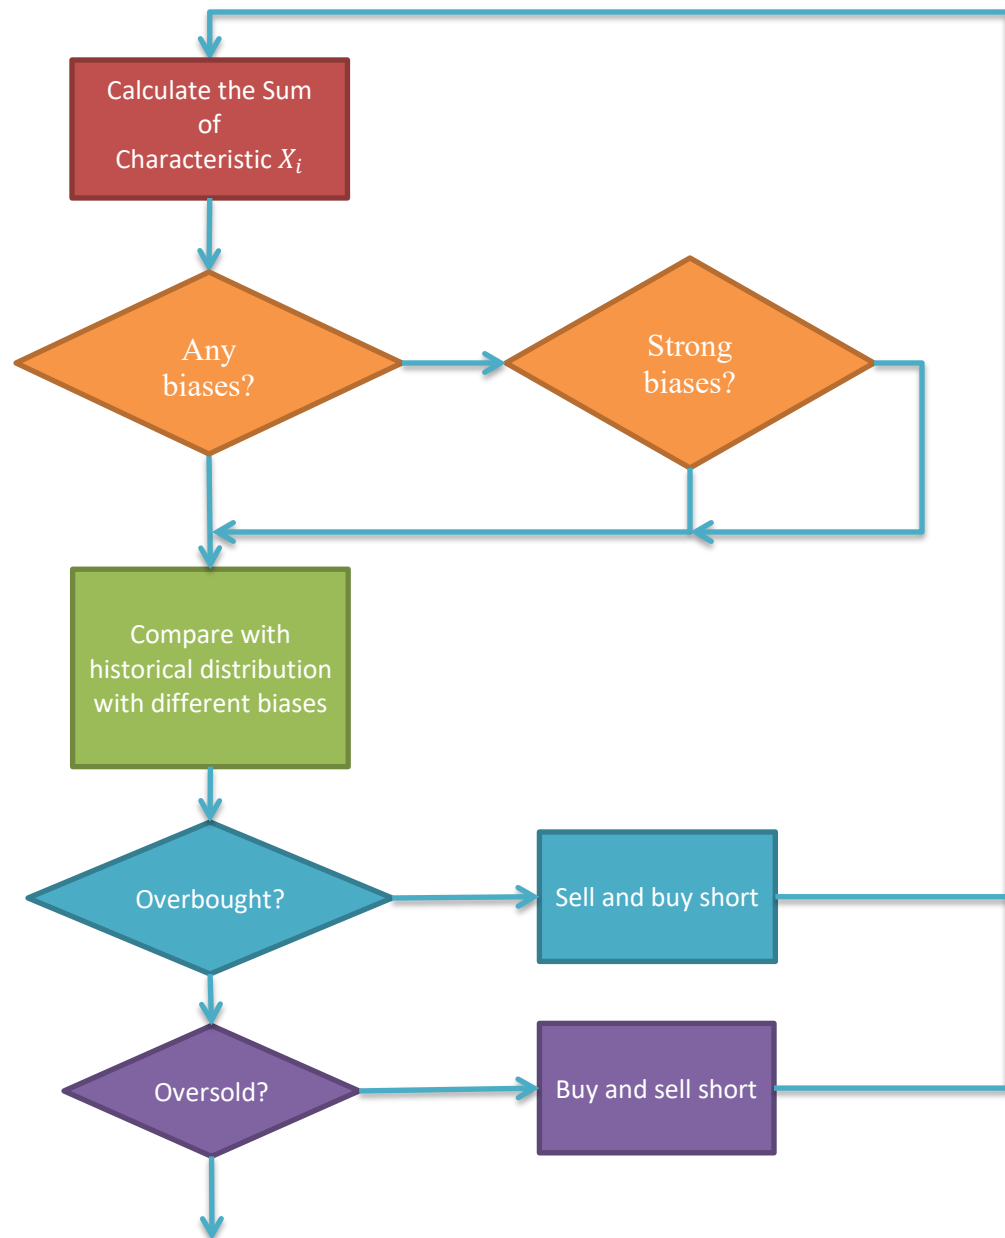 Calculate the Sum
of
Characteristic 𝑋𝑖
Any
biases?
Strong
biases?
Compare with
historical distribution
with different biases
Overbought?
Sell and buy short
Oversold?
Buy and sell short